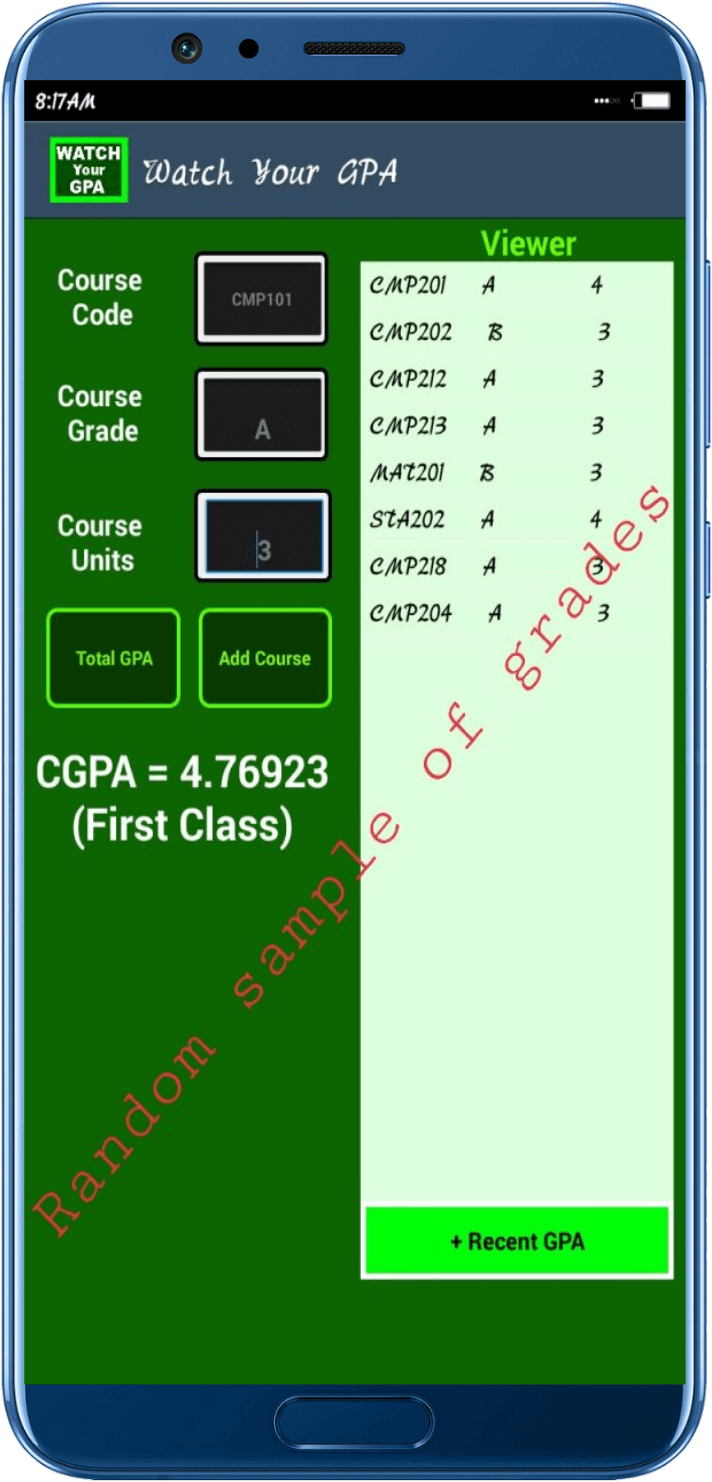 8:17AM
WATCH
Your
GPA
Watch Your GPA
Course
Code
CMP101
Course
Grade
A
Course
Units
3
Total GPA
Add Course
CGPA = 4.76923
(First Class)
Viewer
CMP201 A 4
CMP202 B 3
CMP212 A 3
CMP213 A 3
MAT201 B 3
STA202 A 4
CMP218 A 3
CMP204 A 3
+ Recent GPA
Random sample of grades